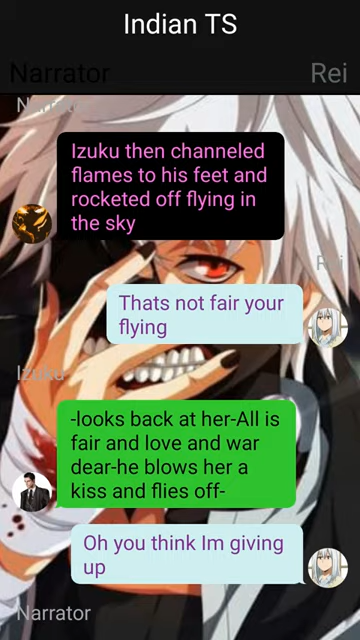 Indian TS
Narrator
Rei
Narrator
Izuku then channeled
flames to his feet and
rocketed off flying in
the sky
Rei
Thats not fair your
flying
Izuku
-looks back at her-All is
fair and love and war
dear-he blows her a
kiss and flies off-
Oh you think Im giving
up
Narrator